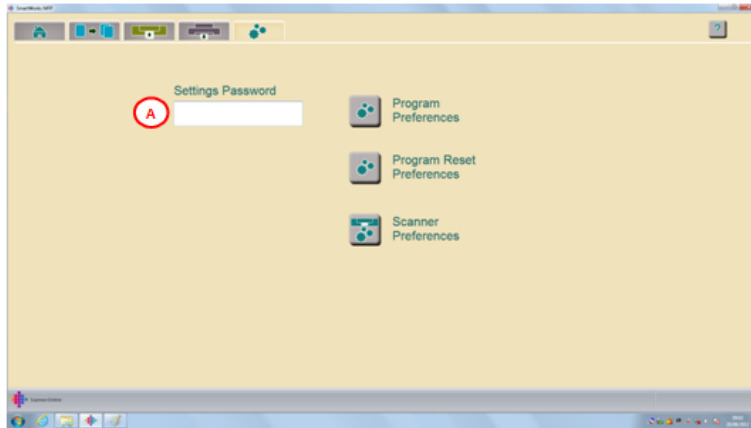 SmartWorks MFP
?
Settings Password
A
Program
Preferences
Program Reset
Preferences
Scanner
Preferences
Scanner Online